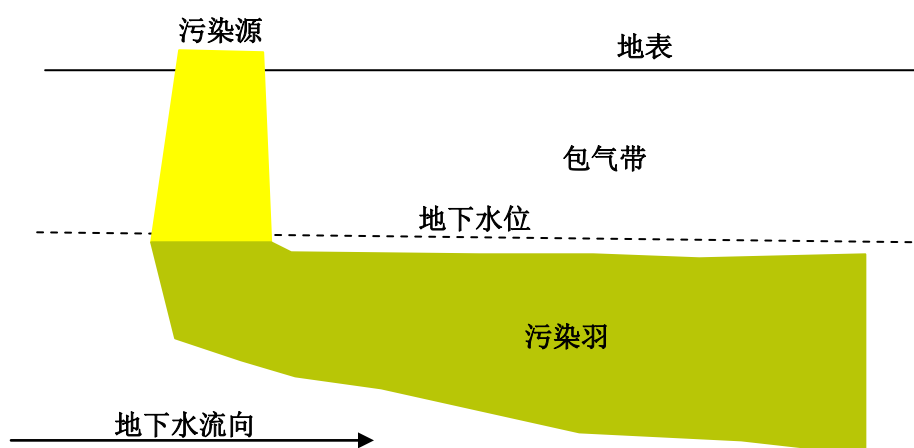 污染源
地表
包气带
地下水位
污染羽
地下水流向